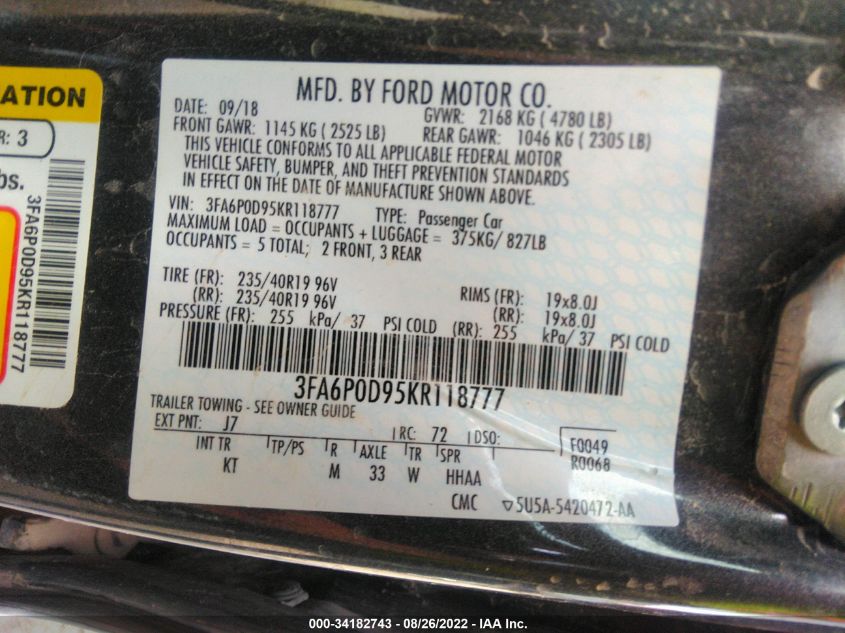 ATION
R: 3
bs.
3FA6P0D95KR118777
MFD. BY FORD MOTOR CO.
DATE: 09/18 GVWR: 2168 KG ( 4780 LB)
FRONT GAWR: 1145 KG ( 2525 LB) REAR GAWR: 1046 KG ( 2305 LB)
THIS VEHICLE CONFORMS TO ALL APPLICABLE FEDERAL MOTOR
VEHICLE SAFETY, BUMPER, AND THEFT PREVENTION STANDARDS
IN EFFECT ON THE DATE OF MANUFACTURE SHOWN ABOVE.
VIN: 3FA6P0D95KR118777 TYPE: Passenger Car
MAXIMUM LOAD = OCCUPANTS + LUGGAGE = 375KG/ 827LB
OCCUPANTS = 5 TOTAL; 2 FRONT, 3 REAR
TIRE (FR): 235/40R19 96V RIMS (FR): 19x8.0J
(RR): 235/40R19 96V (RR): 19x8.0J
PRESSURE (FR): 255 kPa/ 37 PSI COLD (RR): 255 kPa/ 37 PSI COLD
3FA6P0D95KR118777
TRAILER TOWING - SEE OWNER GUIDE
EXT PNT: J7 RC: 72 DSO: F0049
R0068
INT TR TP/PS R AXLE TR SPR
KT M 33 W HHAA
CMC ▽5U5A-5420472-AA
000-34182743 - 08/26/2022 - IAA Inc.